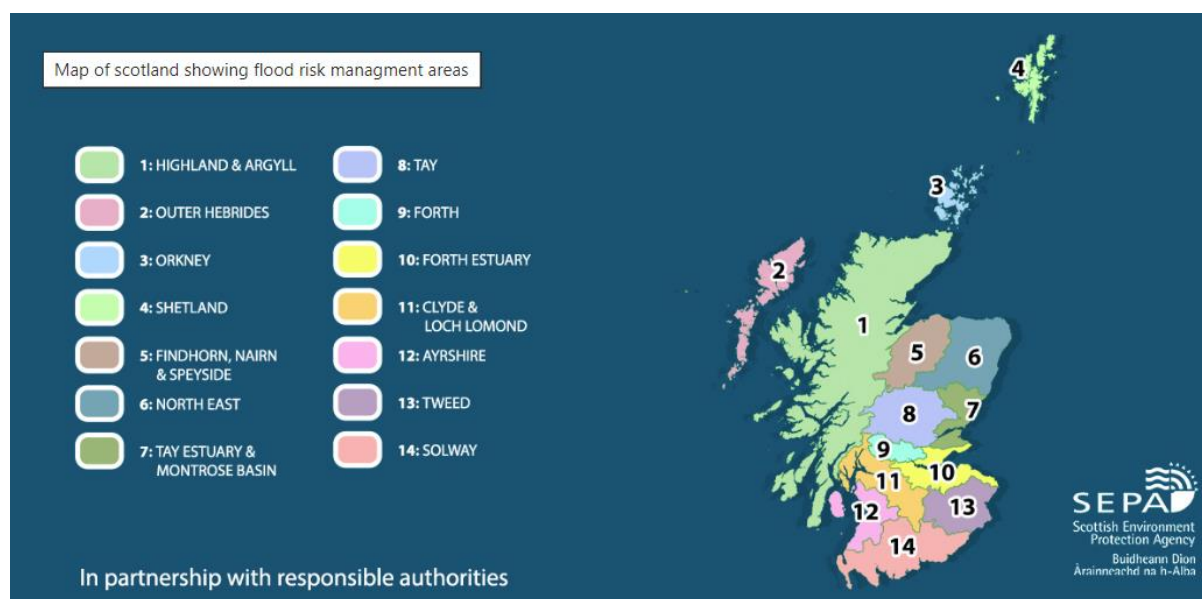 Map of scotland showing flood risk managment areas
1: HIGHLAND & ARGYLL
2: OUTER HEBRIDES
3: ORKNEY
4: SHETLAND
5: FINDHORN, NAIRN
& SPEYSIDE
6: NORTH EAST
7: TAY ESTUARY &
MONTROSE BASIN
8: TAY
9: FORTH
10: FORTH ESTUARY
11: CLYDE &
LOCH LOMOND
12: AYRSHIRE
13: TWEED
14: SOLWAY
4
3
2
1
5
6
8
7
9
10
11
12
13
14
SEPA
Scottish Environment
Protection Agency
Buidheann Dìon
Àrainneachd na h-Alba
In partnership with responsible authorities